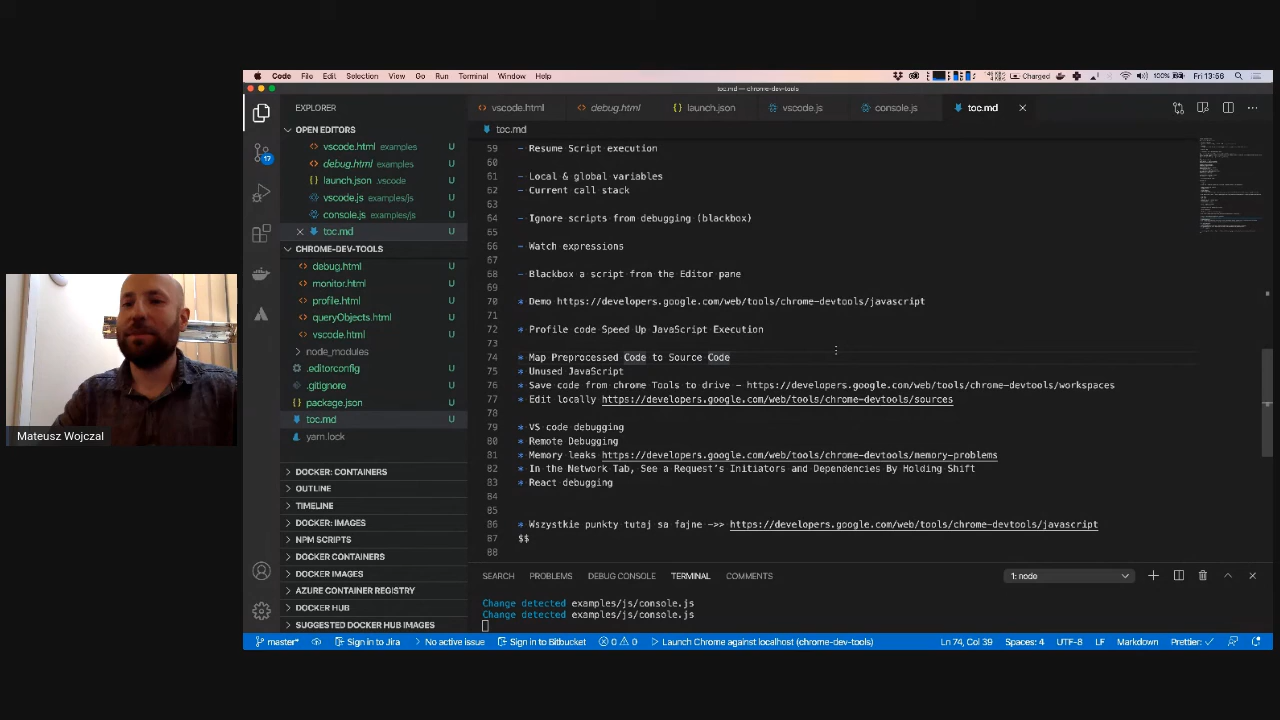 Code File Edit Selection View Go Run Terminal Window Help
Charged 100% Fri 13:56
toc.md — chrome-dev-tools
EXPLORER
vscode.html debug.html launch.json vscode.js console.js toc.md
OPEN EDITORS
toc.md
vscode.html examples U
debug.html examples U
launch.json .vscode U
vscode.js examples/js U
console.js examples/js U
toc.md U
17
CHROME-DEV-TOOLS
debug.html U
monitor.html U
profile.html U
queryObjects.html U
vscode.html U
node_modules
.editorconfig U
.gitignore U
package.json U
toc.md U
yarn.lock
DOCKER: CONTAINERS
OUTLINE
TIMELINE
DOCKER: IMAGES
NPM SCRIPTS
DOCKER CONTAINERS
DOCKER IMAGES
AZURE CONTAINER REGISTRY
DOCKER HUB
SUGGESTED DOCKER HUB IMAGES
59 - Resume Script execution
60
61 - Local & global variables
62 - Current call stack
63
64 - Ignore scripts from debugging (blackbox)
65
66 - Watch expressions
67
68 - Blackbox a script from the Editor pane
69
70 * Demo https://developers.google.com/web/tools/chrome-devtools/javascript
71
72 * Profile code Speed Up JavaScript Execution
73
74 * Map Preprocessed Code to Source Code
75 * Unused JavaScript
76 * Save code from chrome Tools to drive - https://developers.google.com/web/tools/chrome-devtools/workspaces
77 * Edit locally https://developers.google.com/web/tools/chrome-devtools/sources
78
79 * VS code debugging
80 * Remote Debugging
81 * Memory leaks https://developers.google.com/web/tools/chrome-devtools/memory-problems
82 * In the Network Tab, See a Request's Initiators and Dependencies By Holding Shift
83 * React debugging
84
85
86 * Wszystkie punkty tutaj sa fajne ->> https://developers.google.com/web/tools/chrome-devtools/javascript
87 $$
88
SEARCH PROBLEMS DEBUG CONSOLE TERMINAL COMMENTS 1: node
Change detected examples/js/console.js
Change detected examples/js/console.js
master* Sign in to Jira No active issue Sign in to Bitbucket 0 0 Launch Chrome against localhost (chrome-dev-tools) Ln 74, Col 39 Spaces: 4 UTF-8 LF Markdown Prettier: ✓
Mateusz Wojczal